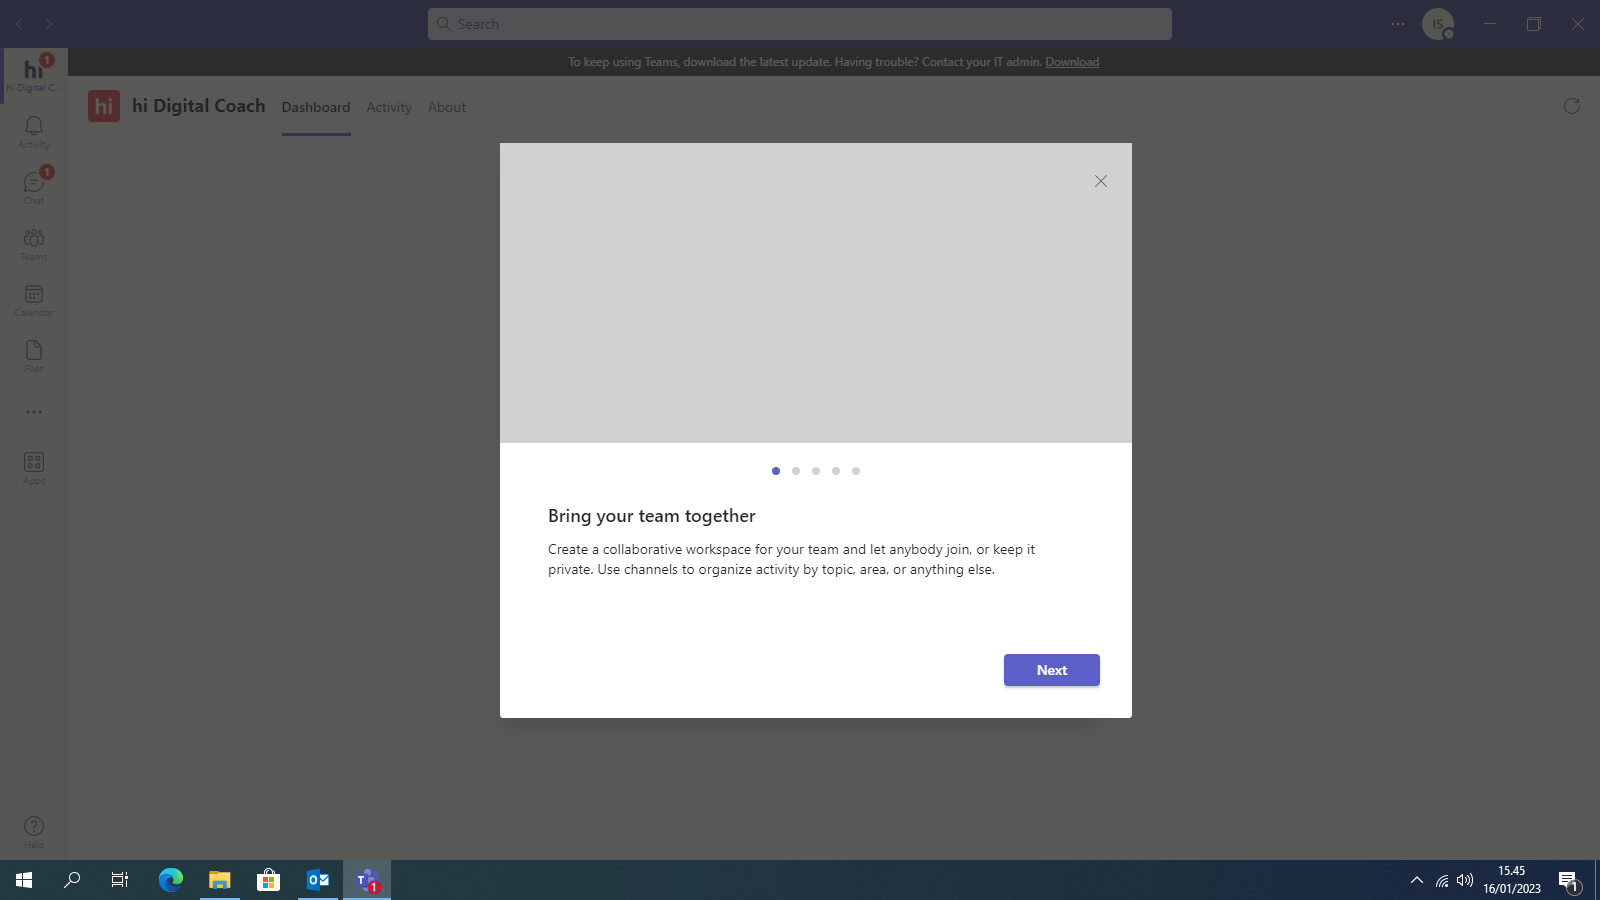 Search
IS
To keep using Teams, download the latest update. Having trouble? Contact your IT admin. Download
hi
1
hi Digital C...
hi
hi Digital Coach
Dashboard
Activity
About
Activity
1
Chat
Teams
Calendar
Files
Apps
Help
Bring your team together
Create a collaborative workspace for your team and let anybody join, or keep it
private. Use channels to organize activity by topic, area, or anything else.
Next
T
1
15.45
16/01/2023
1